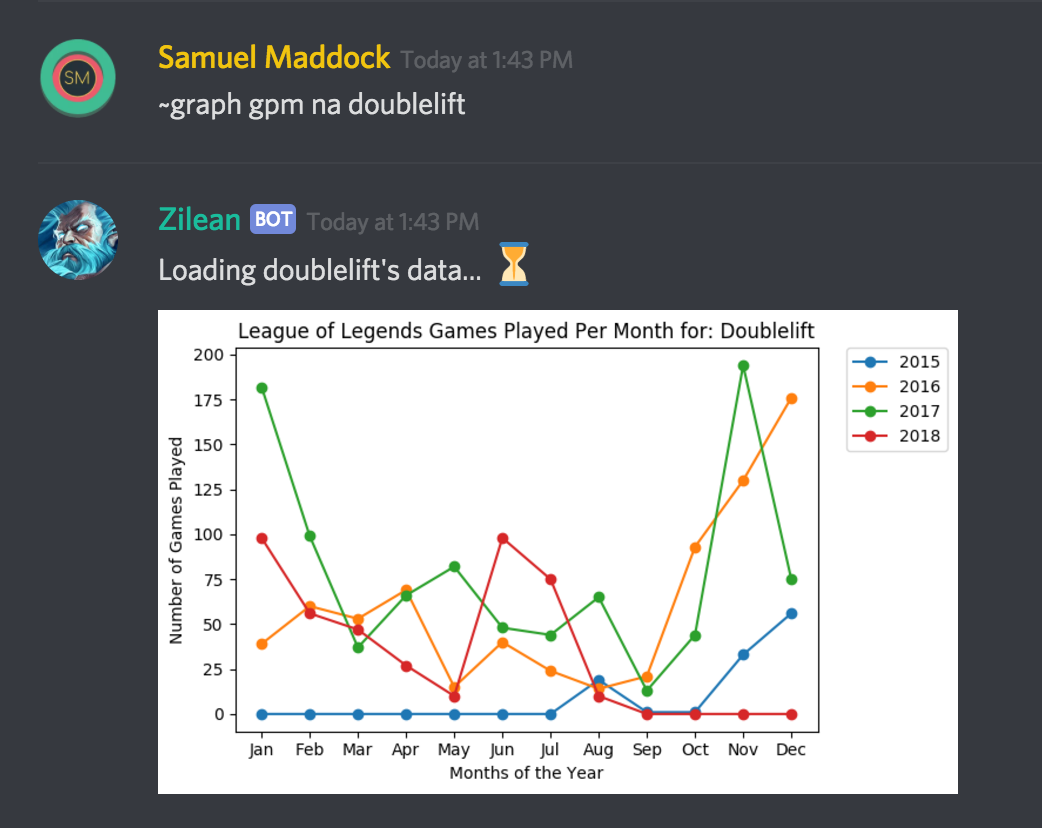 Samuel Maddock Today at 1:43 PM
SM
~graph gpm na doublelift
Zilean BOT Today at 1:43 PM
Loading doublelift's data... ⏳
League of Legends Games Played Per Month for: Doublelift
200
175
150
125
100
75
50
25
0
Number of Games Played
Jan Feb Mar Apr May Jun Jul Aug Sep Oct Nov Dec
Months of the Year
2015
2016
2017
2018